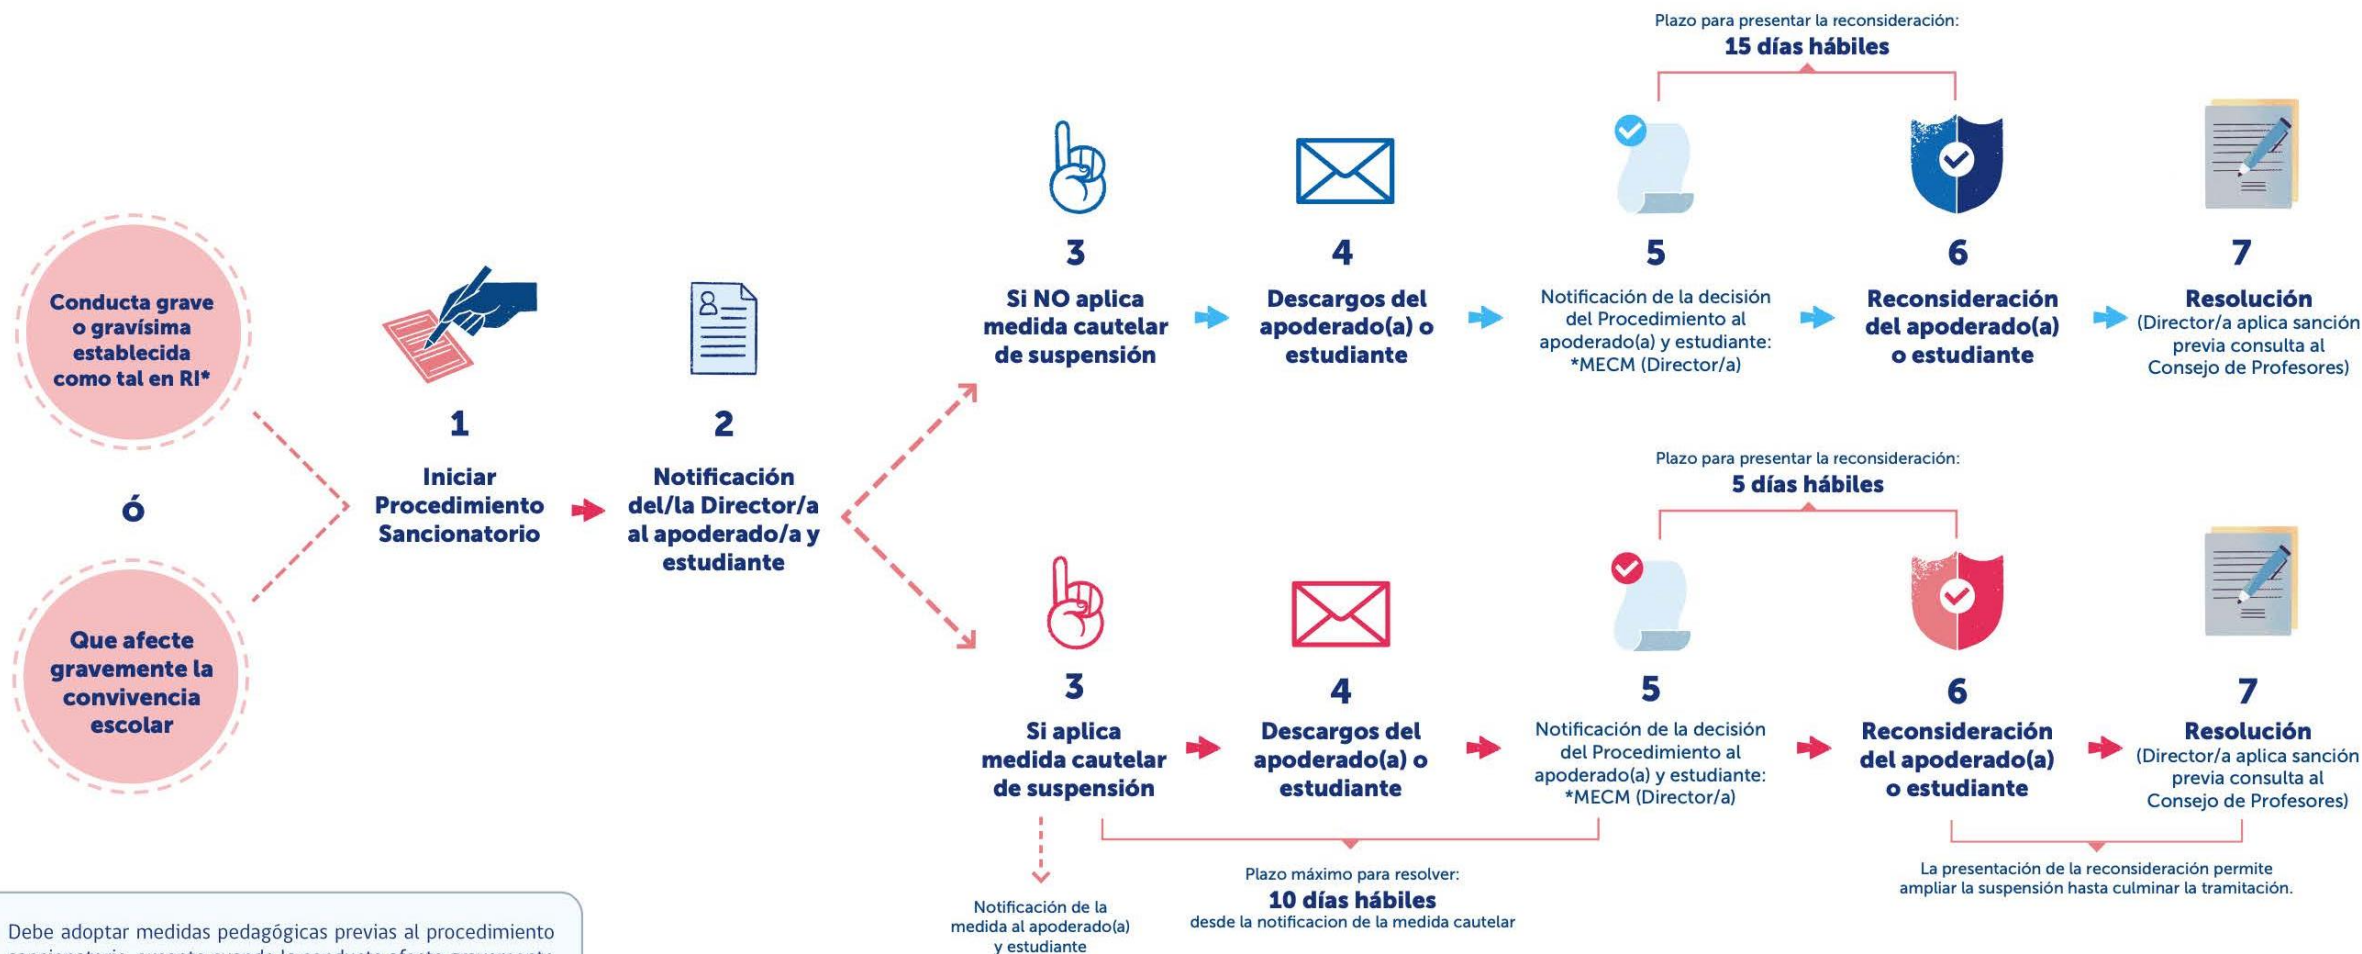 Conducta grave
o gravísima
establecida
como tal en RI*
ó
Que afecte
gravemente la
convivencia
escolar
1
Iniciar
Procedimiento
Sancionatorio
2
Notificación
del/la Director/a
al apoderado/a y
estudiante
3
Si NO aplica
medida cautelar
de suspensión
4
Descargos del
apoderado(a) o
estudiante
Plazo para presentar la reconsideración:
15 días hábiles
5
Notificación de la decisión
del Procedimiento al
apoderado(a) y estudiante:
*MECM (Director/a)
6
Reconsideración
del apoderado(a)
o estudiante
7
Resolución
(Director/a aplica sanción
previa consulta al
Consejo de Profesores)
3
Si aplica
medida cautelar
de suspensión
Notificación de la
medida al apoderado(a)
y estudiante
4
Descargos del
apoderado(a) o
estudiante
Plazo máximo para resolver:
10 días hábiles
desde la notificacion de la medida cautelar
Plazo para presentar la reconsideración:
5 días hábiles
5
Notificación de la decisión
del Procedimiento al
apoderado(a) y estudiante:
*MECM (Director/a)
6
Reconsideración
del apoderado(a)
o estudiante
7
Resolución
(Director/a aplica sanción
previa consulta al
Consejo de Profesores)
La presentación de la reconsideración permite
ampliar la suspensión hasta culminar la tramitación.
Debe adoptar medidas pedagógicas previas al procedimiento